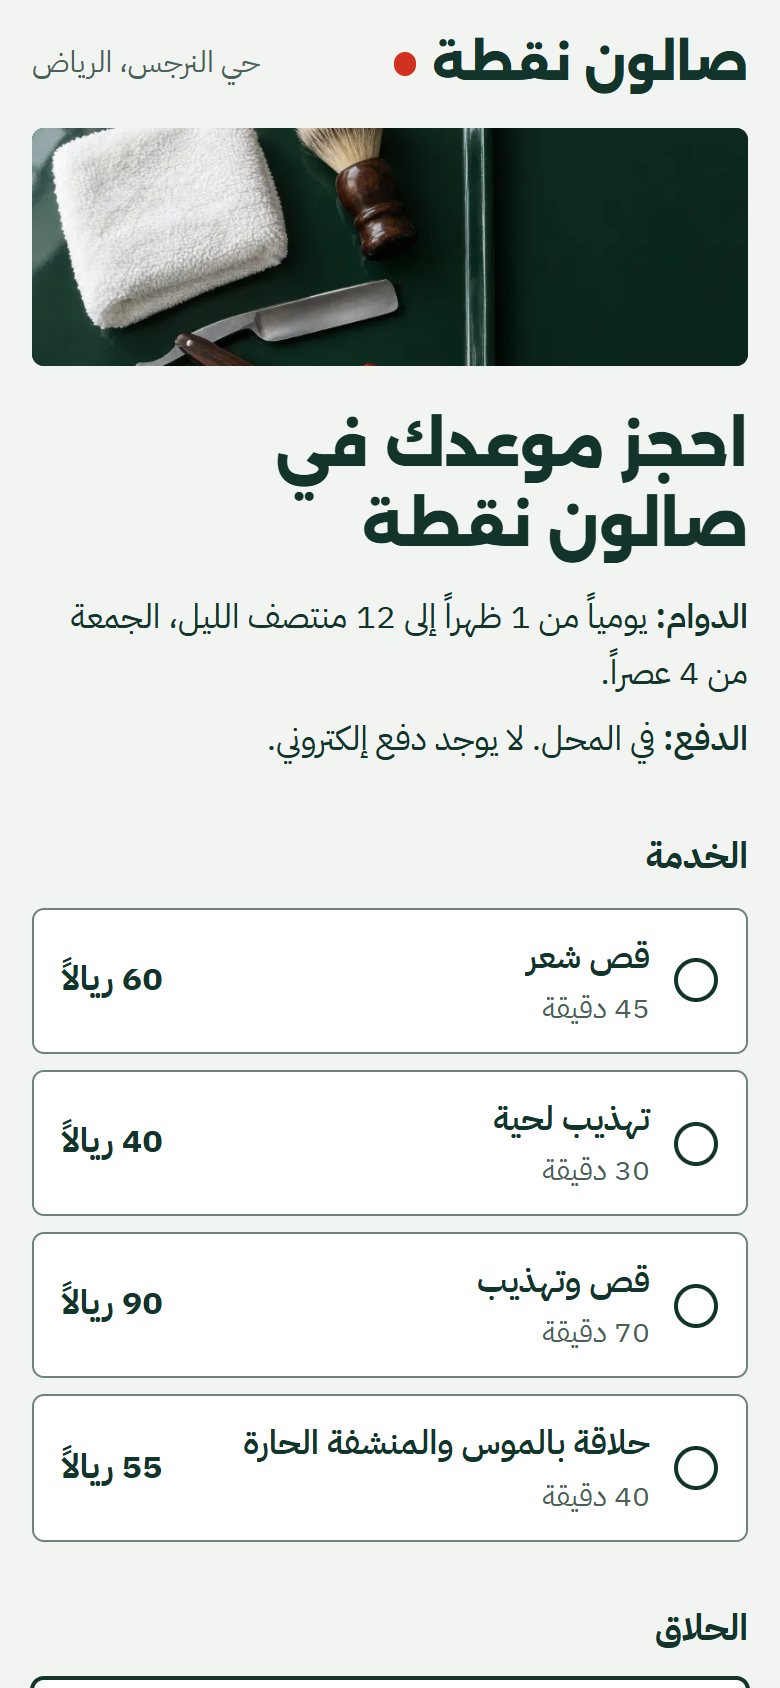 صالون نقطة
حي النرجس، الرياض
احجز موعدك في
صالون نقطة
الدوام: يومياً من 1 ظهراً إلى 12 منتصف الليل، الجمعة
من 4 عصراً.
الدفع: في المحل. لا يوجد دفع إلكتروني.
الخدمة
قص شعر
45 دقيقة
60 ريالاً
تهذيب لحية
30 دقيقة
40 ريالاً
قص وتهذيب
70 دقيقة
90 ريالاً
حلاقة بالموس والمنشفة الحارة
40 دقيقة
55 ريالاً
الحلاق